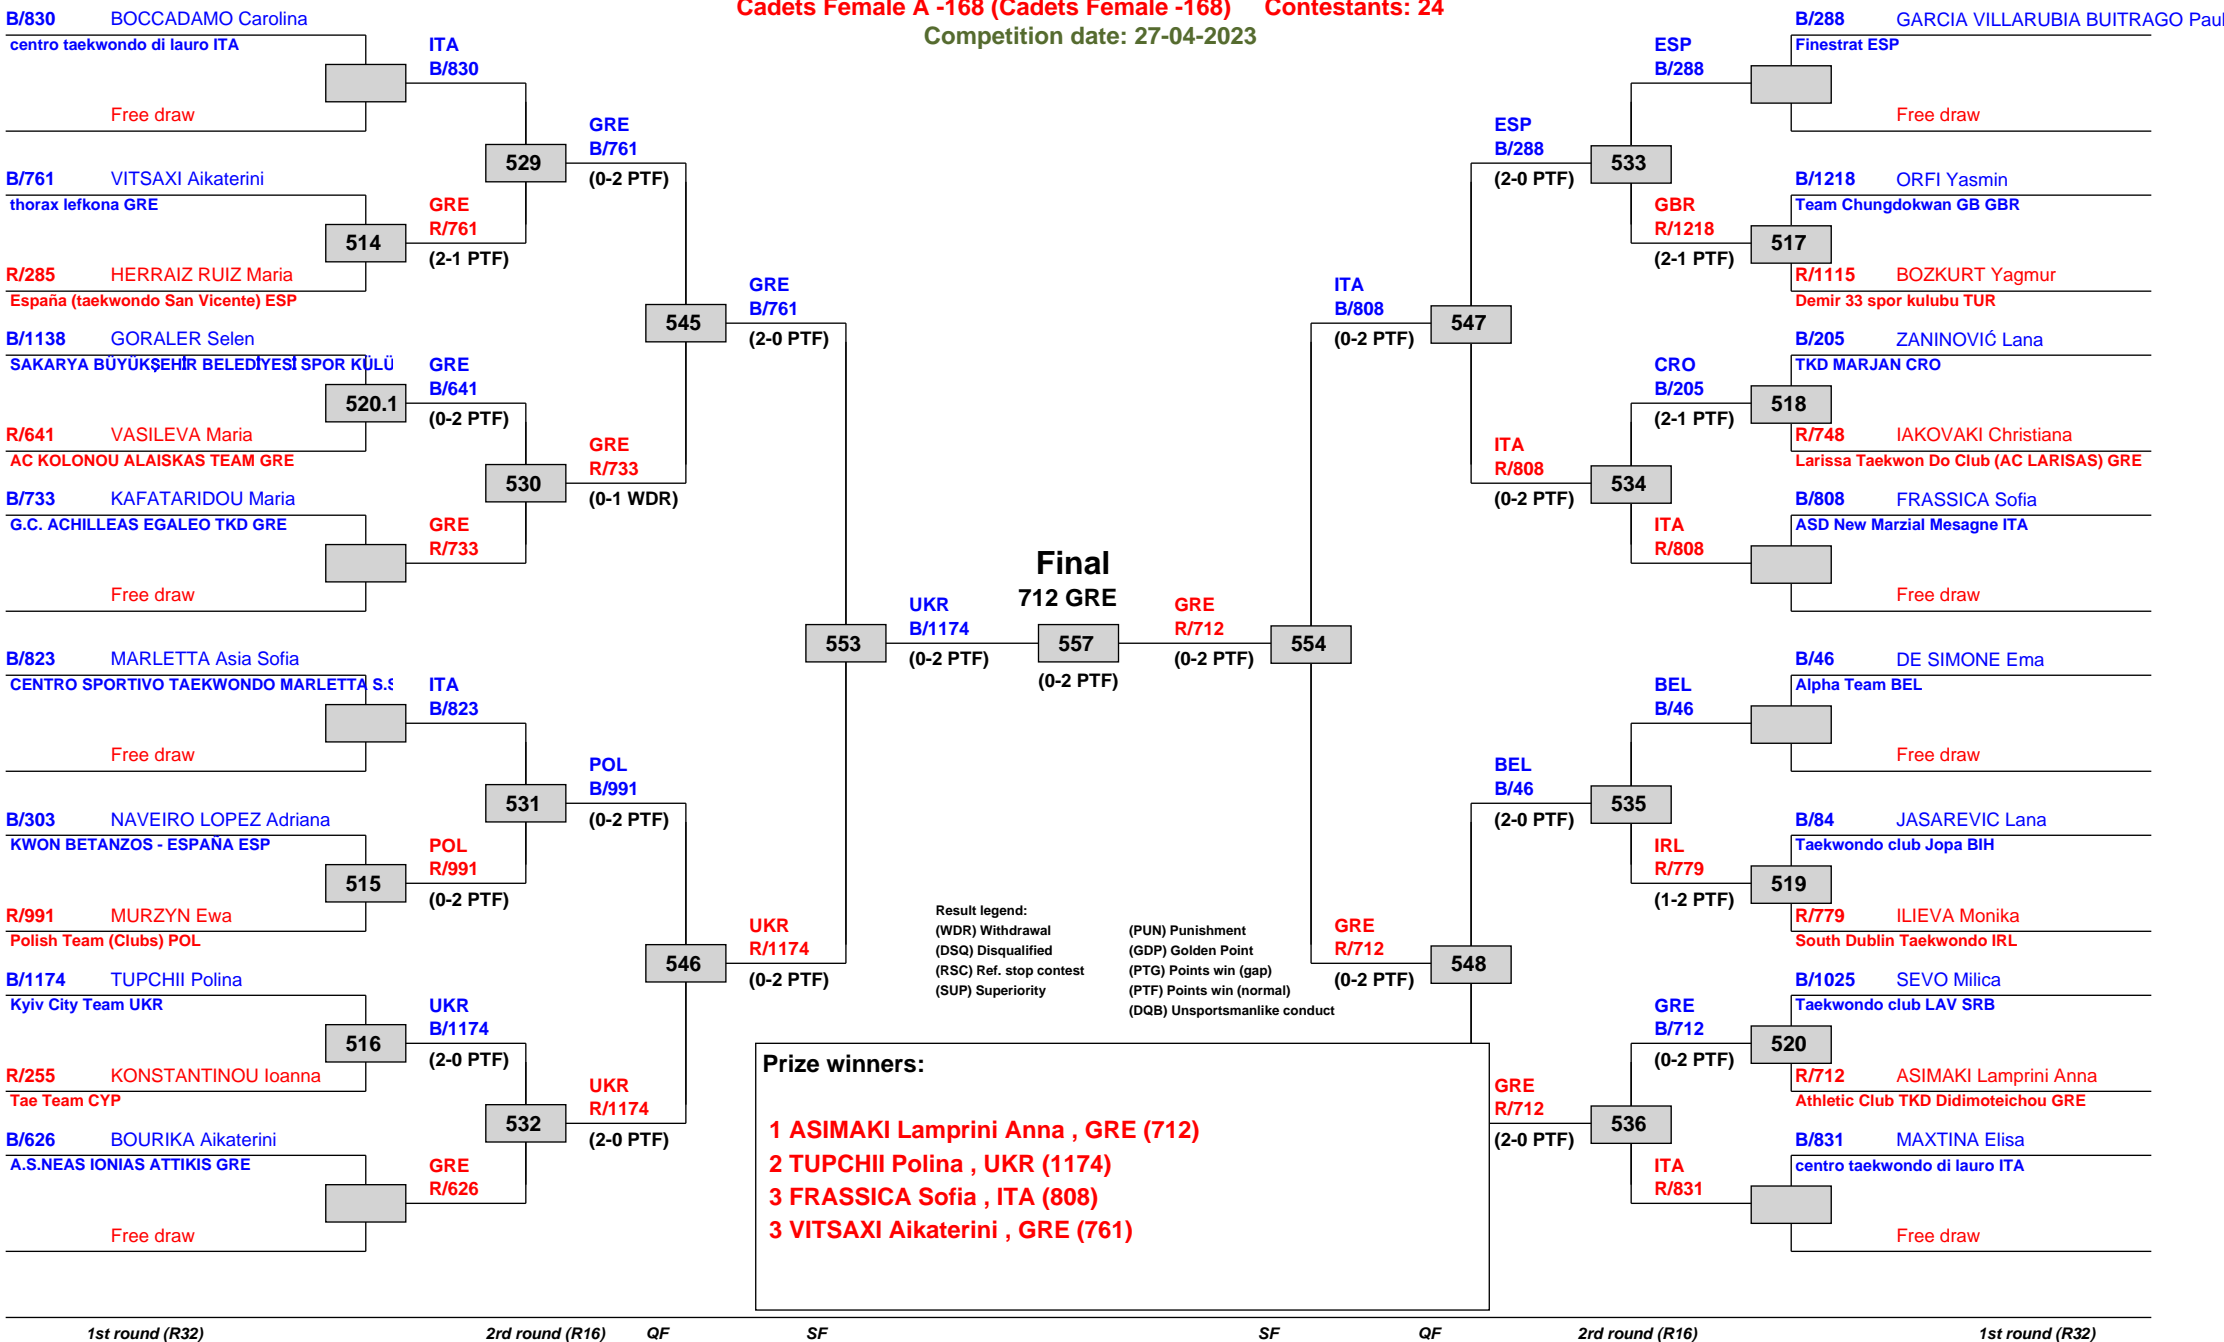 Cadets Female A -168 (Cadets Female -168) Contestants: 24
Competition date: 27-04-2023
B/830 BOCCADAMO Carolina
centro taekwondo di lauro ITA
Free draw
B/761 VITSAXI Aikaterini
thorax lefkona GRE
514
R/285 HERRAIZ RUIZ Maria
España (taekwondo San Vicente) ESP
B/1138 GORALER Selen
SAKARYA BÜYÜKŞEHİR BELEDİYESİ SPOR KÜLÜ
520.1
R/641 VASILEVA Maria
AC KOLONOU ALAISKAS TEAM GRE
B/733 KAFATARIDOU Maria
G.C. ACHILLEAS EGALEO TKD GRE
Free draw
B/823 MARLETTA Asia Sofia
CENTRO SPORTIVO TAEKWONDO MARLETTA S.S
Free draw
B/303 NAVEIRO LOPEZ Adriana
KWON BETANZOS - ESPAÑA ESP
515
R/991 MURZYN Ewa
Polish Team (Clubs) POL
B/1174 TUPCHII Polina
Kyiv City Team UKR
516
R/255 KONSTANTINOU Ioanna
Tae Team CYP
B/626 BOURIKA Aikaterini
A.S.NEAS IONIAS ATTIKIS GRE
Free draw
ITA
B/830
529
GRE
R/761
(2-1 PTF)
GRE
B/641
(0-2 PTF)
530
GRE
R/733
ITA
B/823
531
POL
R/991
(0-2 PTF)
UKR
B/1174
(2-0 PTF)
532
GRE
R/626
GRE
B/761
(0-2 PTF)
545
GRE
R/733
(0-1 WDR)
POL
B/991
(0-2 PTF)
546
UKR
R/1174
(2-0 PTF)
GRE
B/761
(2-0 PTF)
553
UKR
R/1174
(0-2 PTF)
UKR
B/1174
(0-2 PTF)
Final
712 GRE
557
(0-2 PTF)
GRE
R/712
(0-2 PTF)
ITA
B/808
(0-2 PTF)
554
GRE
R/712
(0-2 PTF)
ESP
B/288
(2-0 PTF)
547
ITA
R/808
(0-2 PTF)
BEL
B/46
(2-0 PTF)
548
GRE
R/712
(2-0 PTF)
ESP
B/288
533
GBR
R/1218
(2-1 PTF)
CRO
B/205
(2-1 PTF)
534
ITA
R/808
BEL
B/46
535
IRL
R/779
(1-2 PTF)
GRE
B/712
(0-2 PTF)
536
ITA
R/831
B/288 GARCIA VILLARUBIA BUITRAGO Paul
Finestrat ESP
Free draw
B/1218 ORFI Yasmin
Team Chungdokwan GB GBR
517
R/1115 BOZKURT Yagmur
Demir 33 spor kulubu TUR
B/205 ZANINOVIĆ Lana
TKD MARJAN CRO
518
R/748 IAKOVAKI Christiana
Larissa Taekwon Do Club (AC LARISAS) GRE
B/808 FRASSICA Sofia
ASD New Marzial Mesagne ITA
Free draw
B/46 DE SIMONE Ema
Alpha Team BEL
Free draw
B/84 JASAREVIC Lana
Taekwondo club Jopa BIH
519
R/779 ILIEVA Monika
South Dublin Taekwondo IRL
B/1025 SEVO Milica
Taekwondo club LAV SRB
520
R/712 ASIMAKI Lamprini Anna
Athletic Club TKD Didimoteichou GRE
B/831 MAXTINA Elisa
centro taekwondo di lauro ITA
Free draw
Result legend:
(WDR) Withdrawal (PUN) Punishment
(DSQ) Disqualified (GDP) Golden Point
(RSC) Ref. stop contest (PTG) Points win (gap)
(SUP) Superiority (PTF) Points win (normal)
(DQB) Unsportsmanlike conduct
Prize winners:
1 ASIMAKI Lamprini Anna , GRE (712)
2 TUPCHII Polina , UKR (1174)
3 FRASSICA Sofia , ITA (808)
3 VITSAXI Aikaterini , GRE (761)
1st round (R32) 2rd round (R16) QF SF SF QF 2rd round (R16) 1st round (R32)